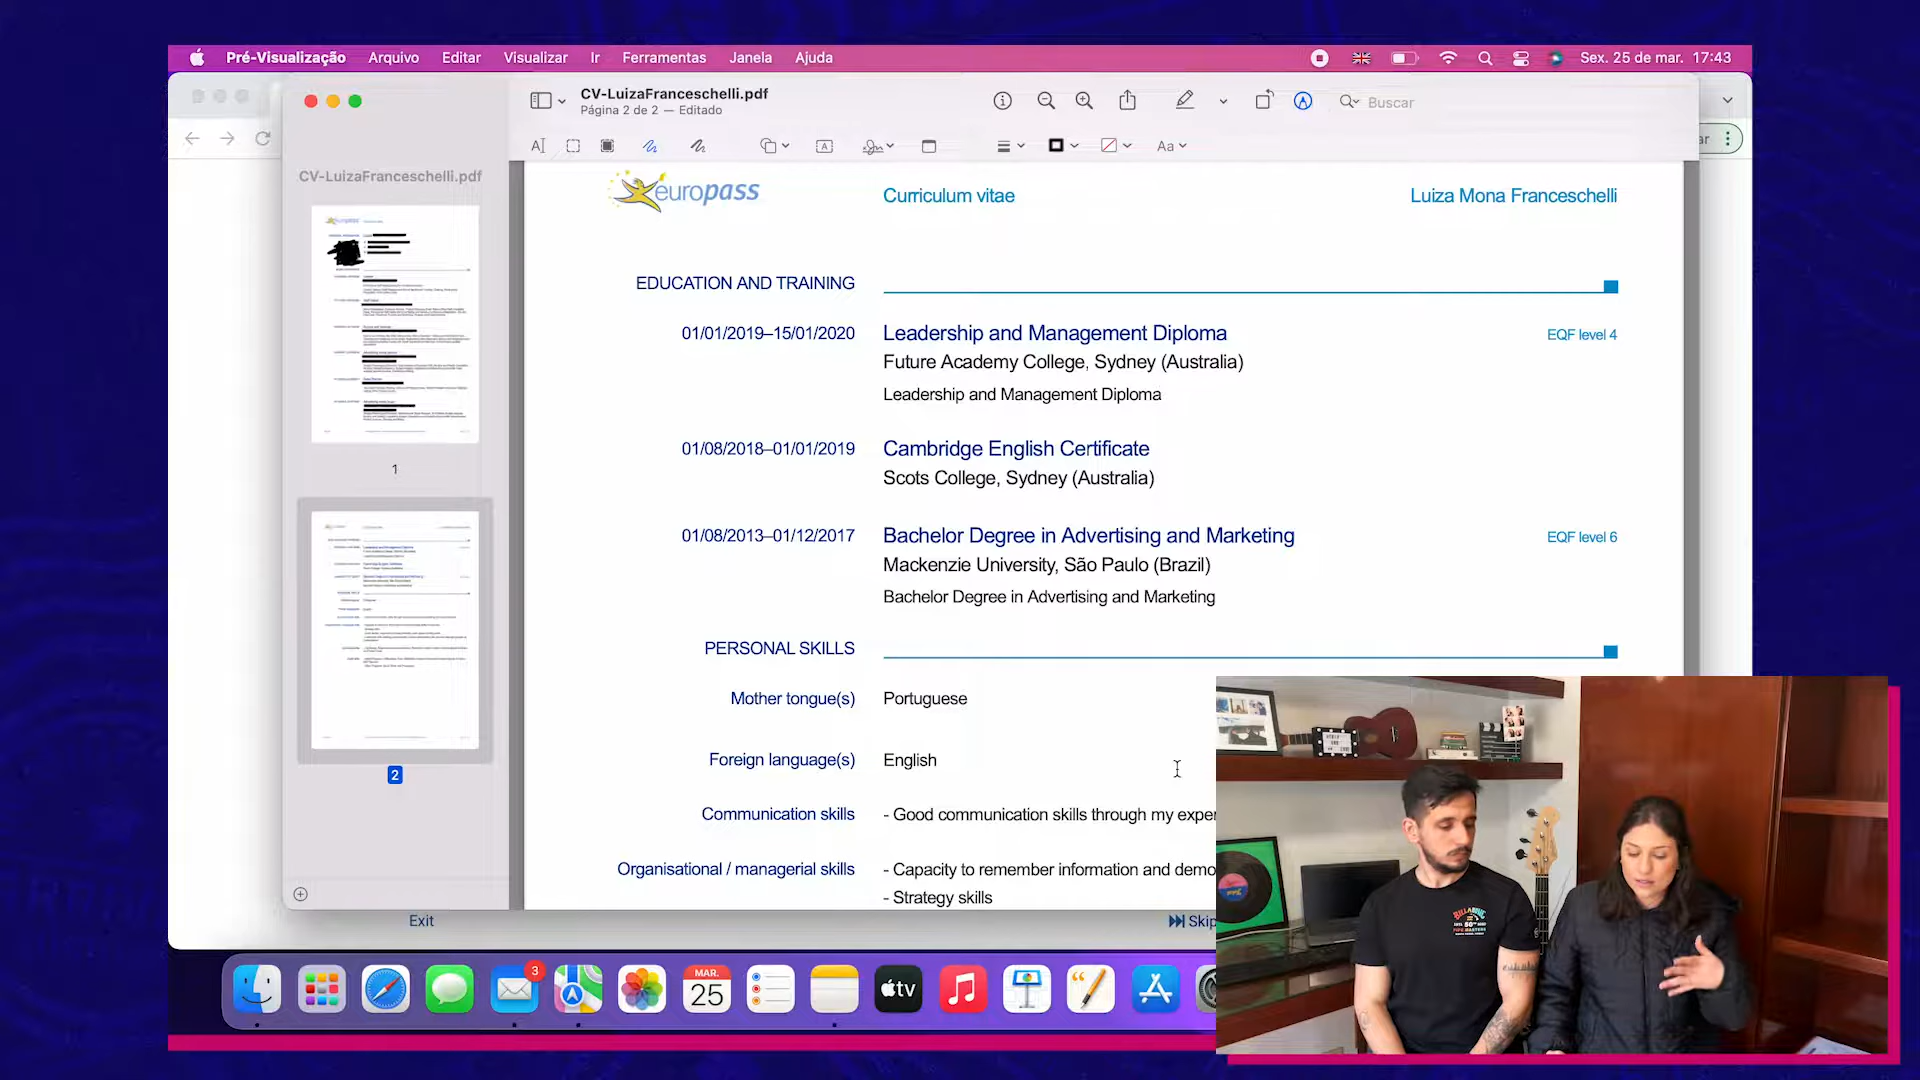 Pré-Visualização Arquivo Editar Visualizar Ir Ferramentas Janela Ajuda
Sex. 25 de mar. 17:43
CV-LuizaFranceschelli.pdf
Página 2 de 2 — Editado
Buscar
Aa
CV-LuizaFranceschelli.pdf
1
2
europass
Curriculum vitae
Luiza Mona Franceschelli
EDUCATION AND TRAINING
01/01/2019–15/01/2020 Leadership and Management Diploma EQF level 4
Future Academy College, Sydney (Australia)
Leadership and Management Diploma
01/08/2018–01/01/2019 Cambridge English Certificate
Scots College, Sydney (Australia)
01/08/2013–01/12/2017 Bachelor Degree in Advertising and Marketing EQF level 6
Mackenzie University, São Paulo (Brazil)
Bachelor Degree in Advertising and Marketing
PERSONAL SKILLS
Mother tongue(s) Portuguese
Foreign language(s) English
Communication skills - Good communication skills through my exper
Organisational / managerial skills - Capacity to remember information and demo
- Strategy skills
Exit
Skip
3
MAR.
25
tv
BILLABONG